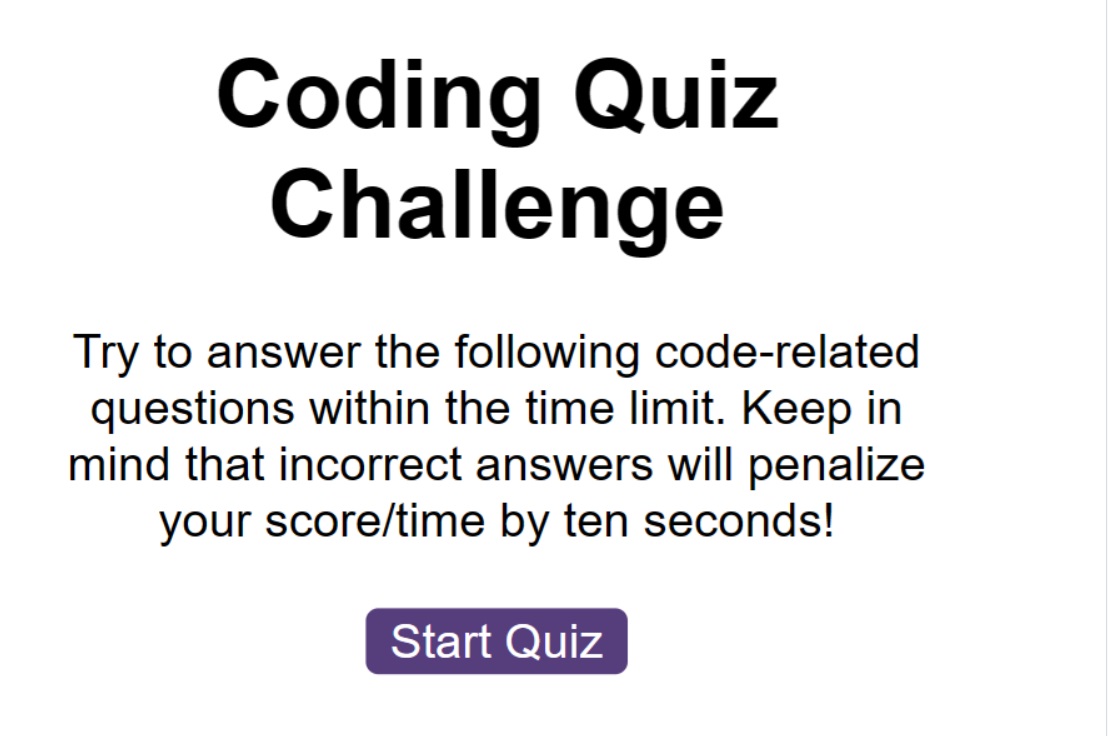 Coding Quiz
Challenge
Try to answer the following code-related
questions within the time limit. Keep in
mind that incorrect answers will penalize
your score/time by ten seconds!
Start Quiz